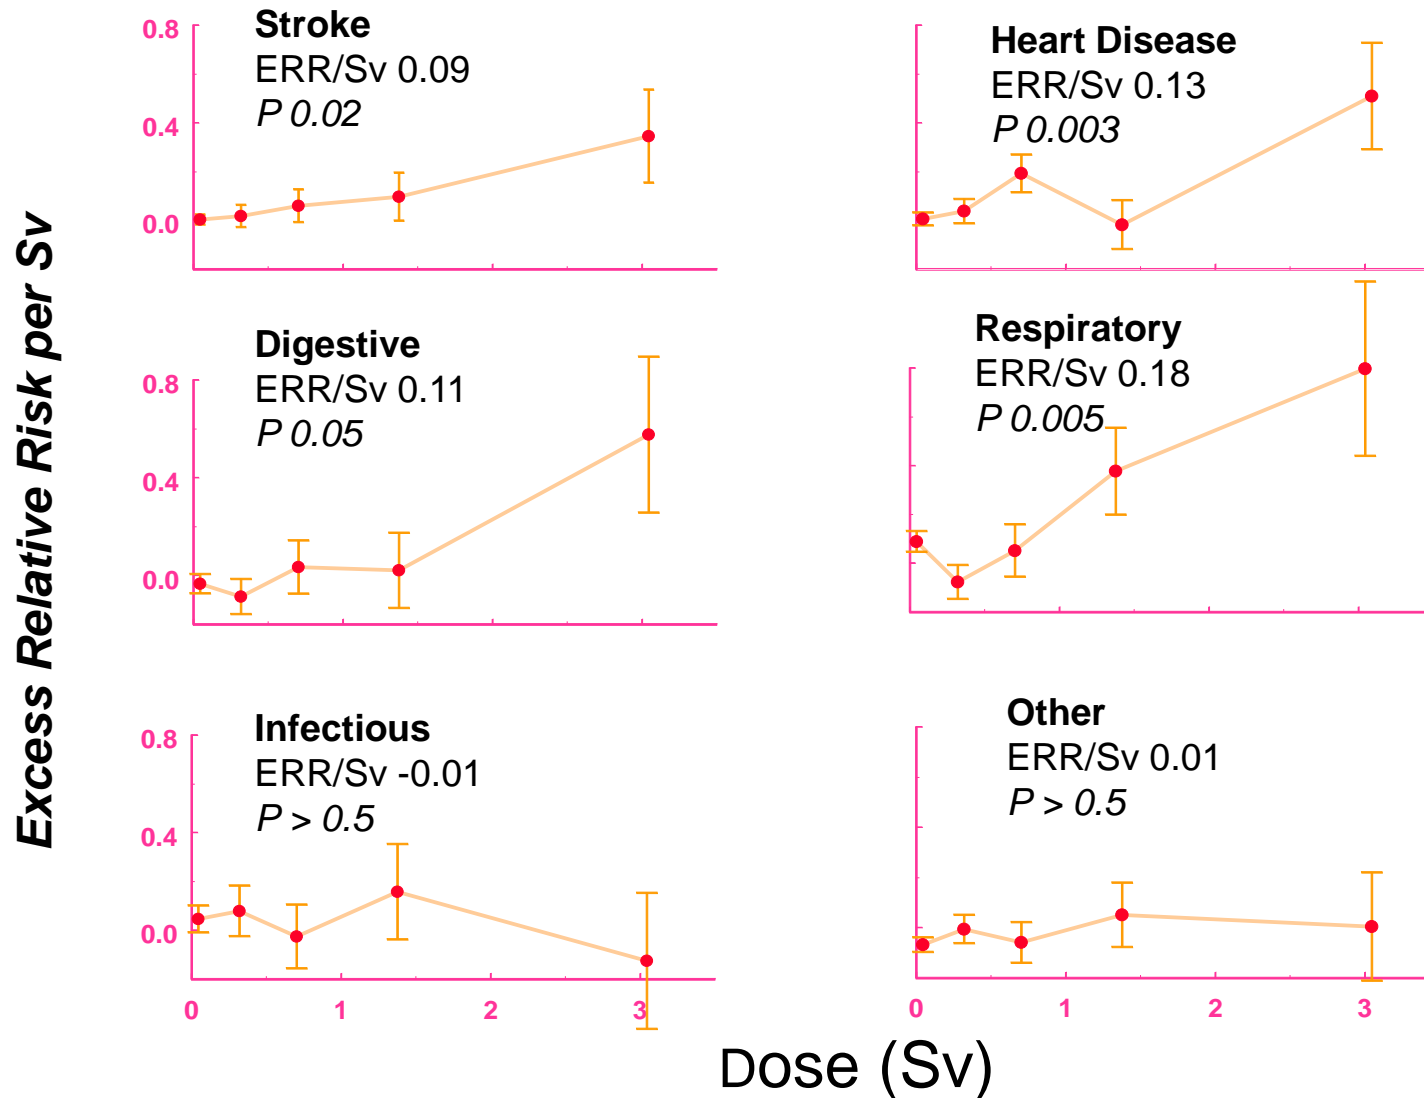 Excess Relative Risk per Sv
Stroke
ERR/Sv 0.09
P 0.02
0.8
0.4
0.0
Heart Disease
ERR/Sv 0.13
P 0.003
Digestive
ERR/Sv 0.11
P 0.05
0.8
0.4
0.0
Respiratory
ERR/Sv 0.18
P 0.005
Infectious
ERR/Sv -0.01
P > 0.5
0.8
0.4
0.0
0 1 2 3
Other
ERR/Sv 0.01
P > 0.5
0 1 2 3
Dose (Sv)